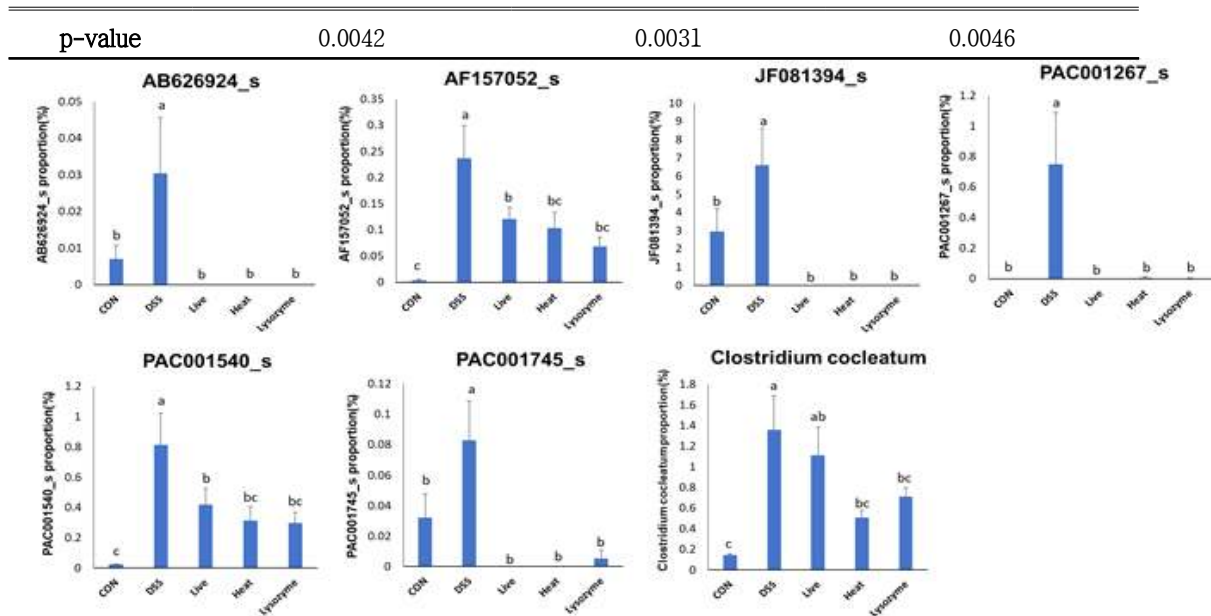 p-value 0.0042 0.0031 0.0046
AB626924_s
AB626924_s proportion(%)
0.05
0.04
0.03
0.02
0.01
0
b a b b b
CON DSS Live Heat Lysozyme
AF157052_s
AF157052_s proportion(%)
0.35
0.3
0.25
0.2
0.15
0.1
0.05
0
c a b bc bc
CON DSS Live Heat Lysozyme
JF081394_s
JF081394_s proportion(%)
10
9
8
7
6
5
4
3
2
1
0
b a b b b
CON DSS Live Heat Lysozyme
PAC001267_s
PAC001267_s proportion(%)
1.2
1
0.8
0.6
0.4
0.2
0
b a b b b
CON DSS Live Heat Lysozyme
PAC001540_s
PAC001540_s proportion(%)
1.2
1
0.8
0.6
0.4
0.2
0
c a b bc bc
CON DSS Live Heat Lysozyme
PAC001745_s
PAC001745_s proportion(%)
0.12
0.1
0.08
0.06
0.04
0.02
0
b a b b b
CON DSS Live Heat Lysozyme
Clostridium cocleatum
Clostridium cocleatum proportion(%)
1.8
1.6
1.4
1.2
1
0.8
0.6
0.4
0.2
0
c a ab bc bc
CON DSS Live Heat Lysozyme